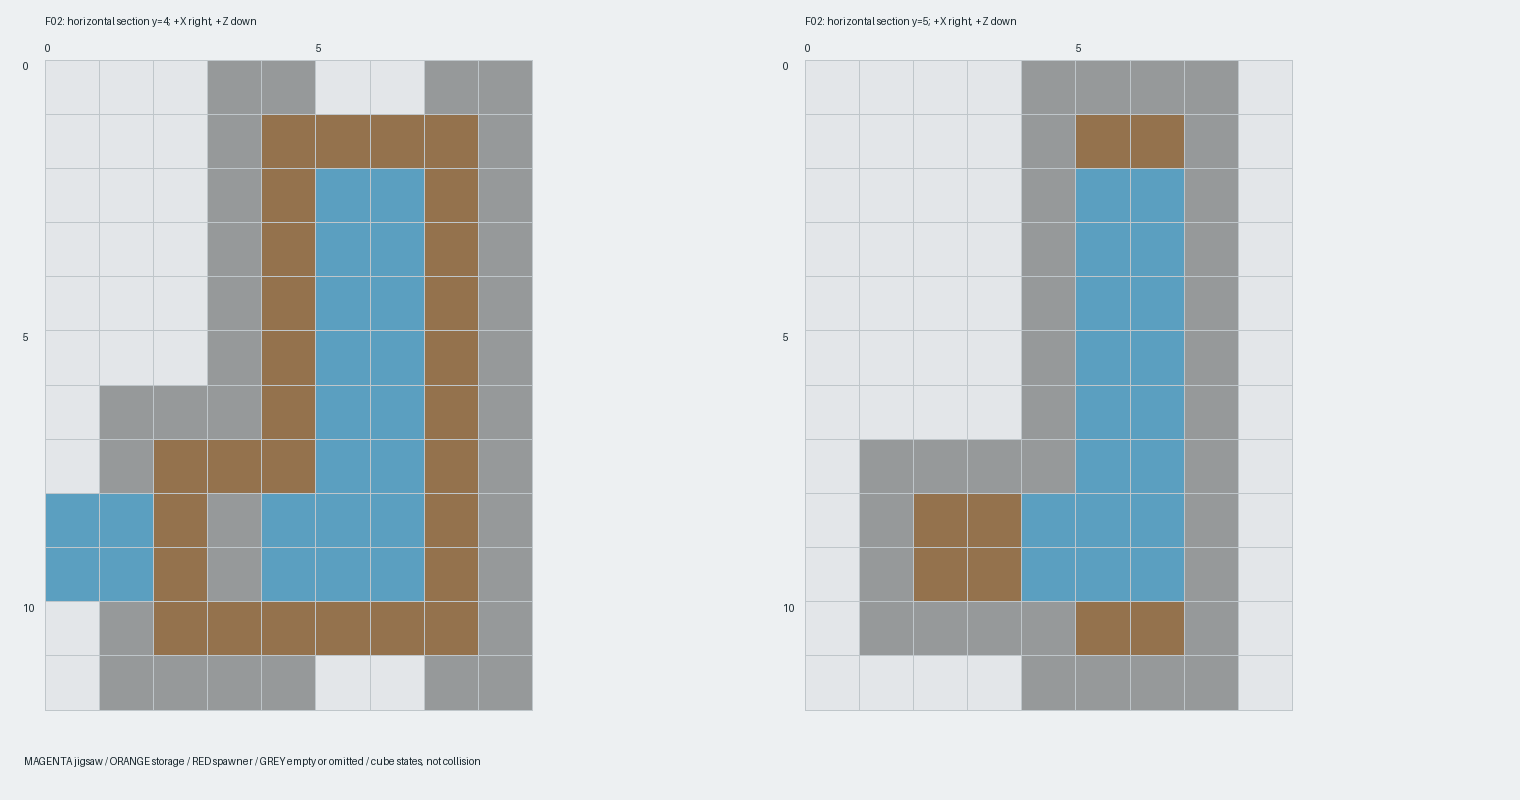 F02: horizontal section y=4; +X right, +Z down
F02: horizontal section y=5; +X right, +Z down
0 5
0 5
0
5
10
0
5
10
MAGENTA jigsaw / ORANGE storage / RED spawner / GREY empty or omitted / cube states, not collision